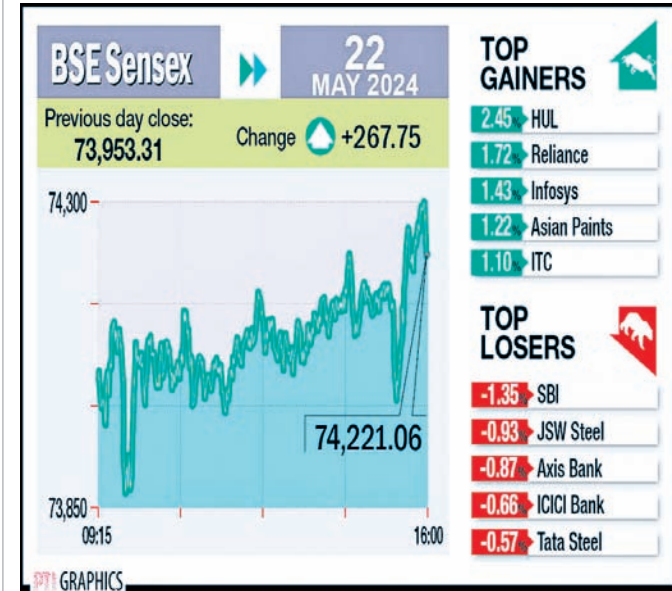 BSE Sensex
22
MAY 2024
Previous day close:
73,953.31
Change +267.75
74,300
73,850
09:15
16:00
74,221.06
TOP
GAINERS
2.45% HUL
1.72% Reliance
1.43% Infosys
1.22% Asian Paints
1.10% ITC
TOP
LOSERS
-1.35% SBI
-0.93% JSW Steel
-0.87% Axis Bank
-0.66% ICICI Bank
-0.57% Tata Steel
PTI GRAPHICS